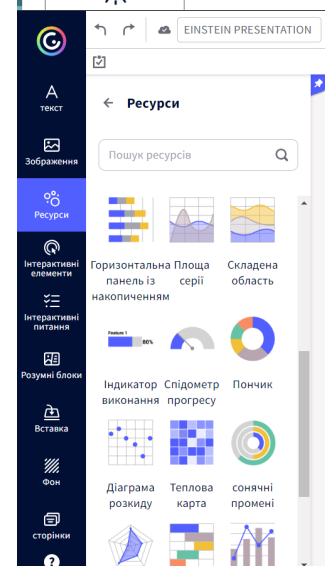 EINSTEIN PRESENTATION
текст
Зображення
Ресурси
Інтерактивні
елементи
Інтерактивні
питання
Розумні блоки
Вставка
Фон
сторінки
?
← Ресурси
Пошук ресурсів
Горизонтальна
панель із
накопиченням
Площа
серії
Складена
область
Feature 1
80%
Індикатор
виконання
Спідометр
прогресу
Пончик
Діаграма
розкиду
Теплова
карта
сонячні
промені